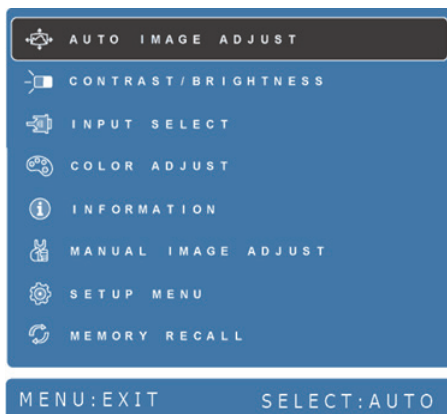 AUTO IMAGE ADJUST
CONTRAST/BRIGHTNESS
INPUT SELECT
COLOR ADJUST
INFORMATION
MANUAL IMAGE ADJUST
SETUP MENU
MEMORY RECALL
MENU:EXIT SELECT:AUTO